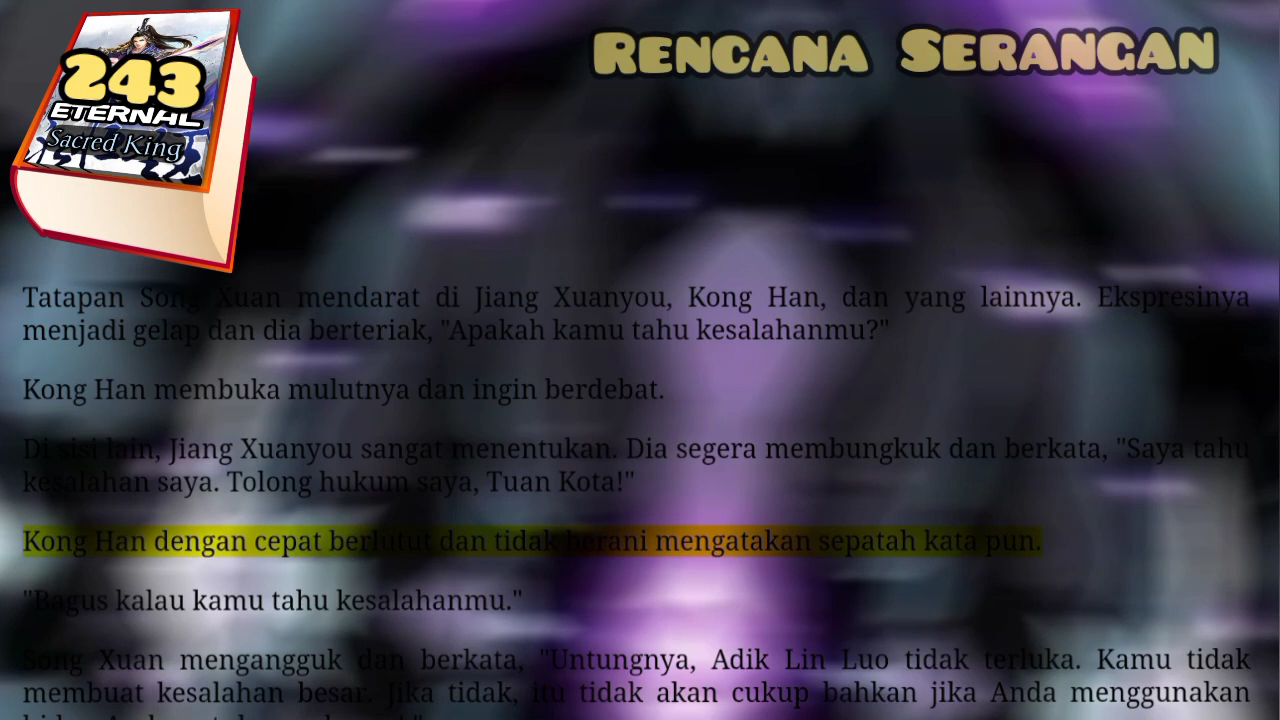 243
ETERNAL
Sacred King
RENCANA SERANGAN
Tatapan Song Xuan mendarat di Jiang Xuanyou, Kong Han, dan yang lainnya. Ekspresinya
menjadi gelap dan dia berteriak, "Apakah kamu tahu kesalahanmu?"
Kong Han membuka mulutnya dan ingin berdebat.
Di sisi lain, Jiang Xuanyou sangat menentukan. Dia segera membungkuk dan berkata, "Saya tahu
kesalahan saya. Tolong hukum saya, Tuan Kota!"
Kong Han dengan cepat berlutut dan tidak berani mengatakan sepatah kata pun.
"Bagus kalau kamu tahu kesalahanmu."
Song Xuan mengangguk dan berkata, "Untungnya, Adik Lin Luo tidak terluka. Kamu tidak
membuat kesalahan besar. Jika tidak, itu tidak akan cukup bahkan jika Anda menggunakan